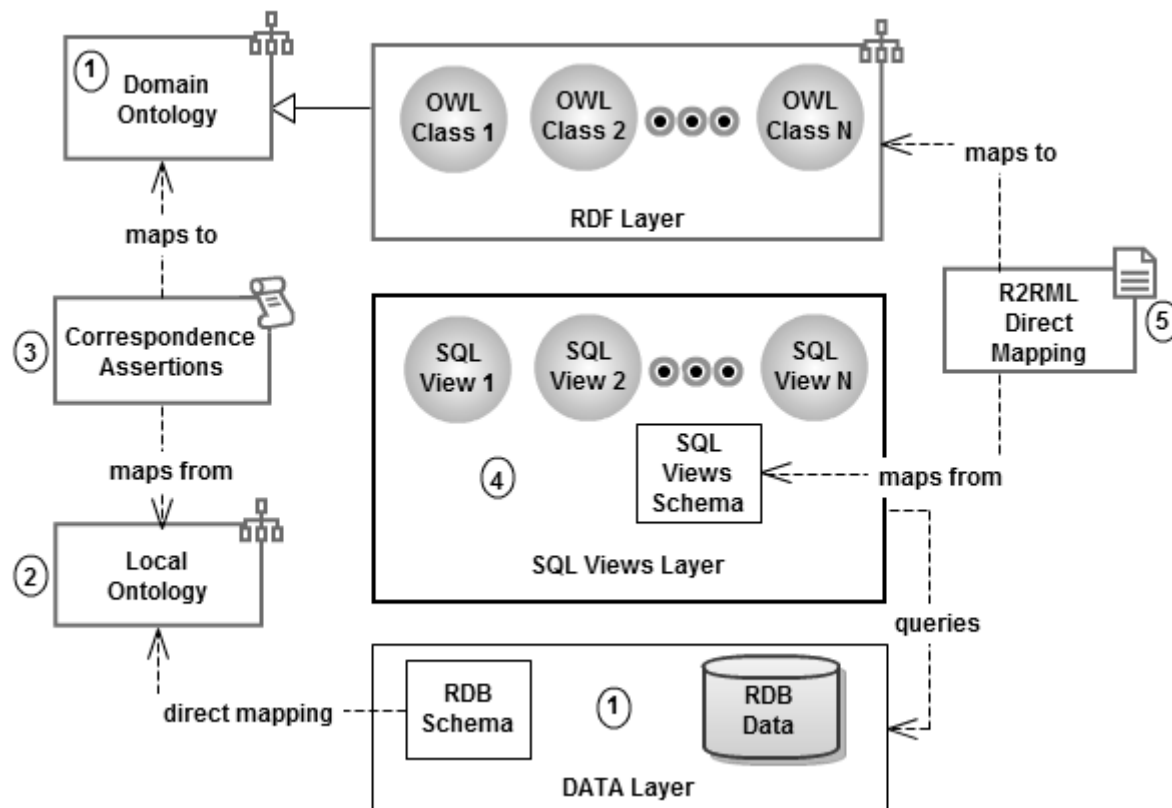 1
Domain
Ontology
OWL
Class 1
OWL
Class 2
OWL
Class N
RDF Layer
maps to
maps to
R2RML
Direct
Mapping
5
3
Correspondence
Assertions
SQL
View 1
SQL
View 2
SQL
View N
4
SQL
Views
Schema
maps from
maps from
SQL Views Layer
2
Local
Ontology
queries
direct mapping
RDB
Schema
1
RDB
Data
DATA Layer